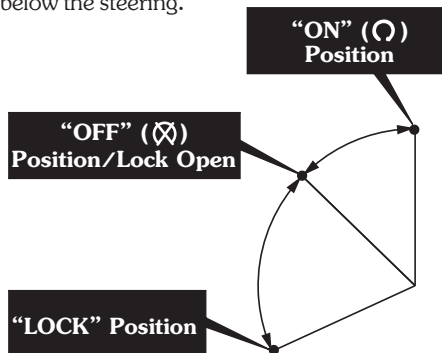 below the steering.
“ON” (Ω)
Position
“OFF” (⊗)
Position/Lock Open
“LOCK” Position